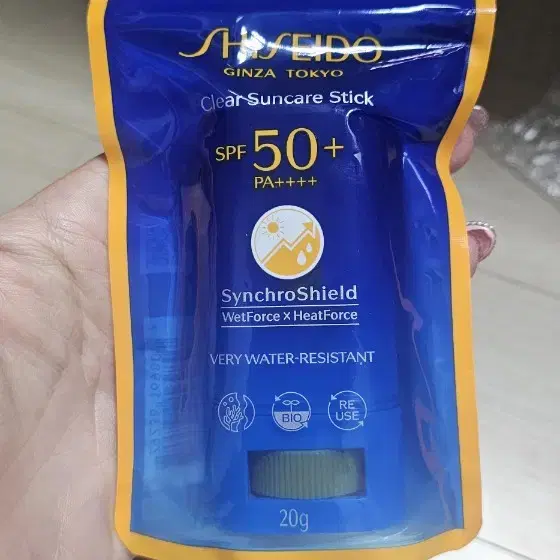 SHISEIDO
GINZA TOKYO
Clear Suncare Stick
SPF 50+
PA++++
SynchroShield
WetForce × HeatForce
VERY WATER-RESISTANT
BIO
RE
USE
20g